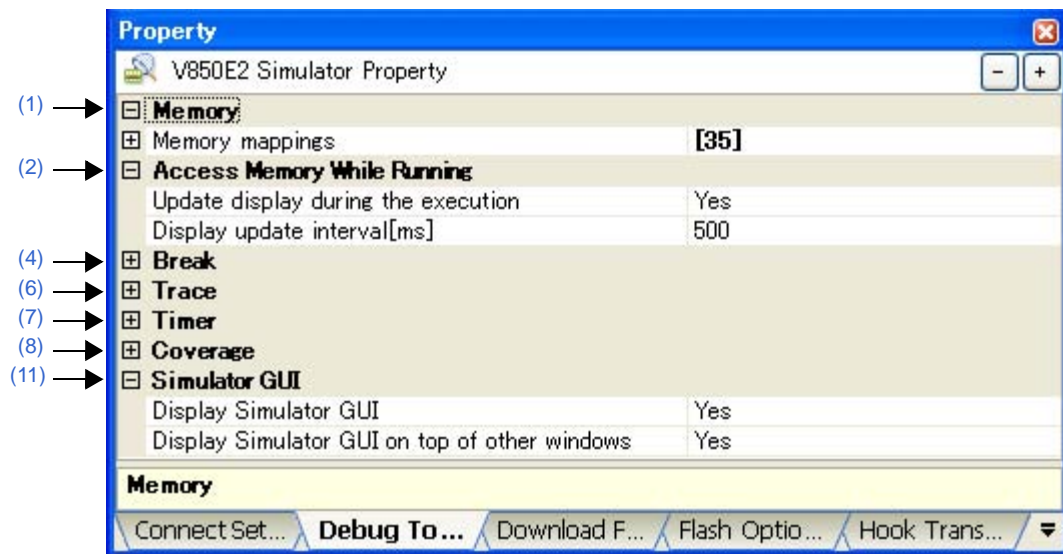 Property
V850E2 Simulator Property
(1) Memory
Memory mappings [35]
(2) Access Memory While Running
Update display during the execution Yes
Display update interval[ms] 500
(4) Break
(6) Trace
(7) Timer
(8) Coverage
(11) Simulator GUI
Display Simulator GUI Yes
Display Simulator GUI on top of other windows Yes
Memory
Connect Set... Debug To... Download F... Flash Optio... Hook Trans...